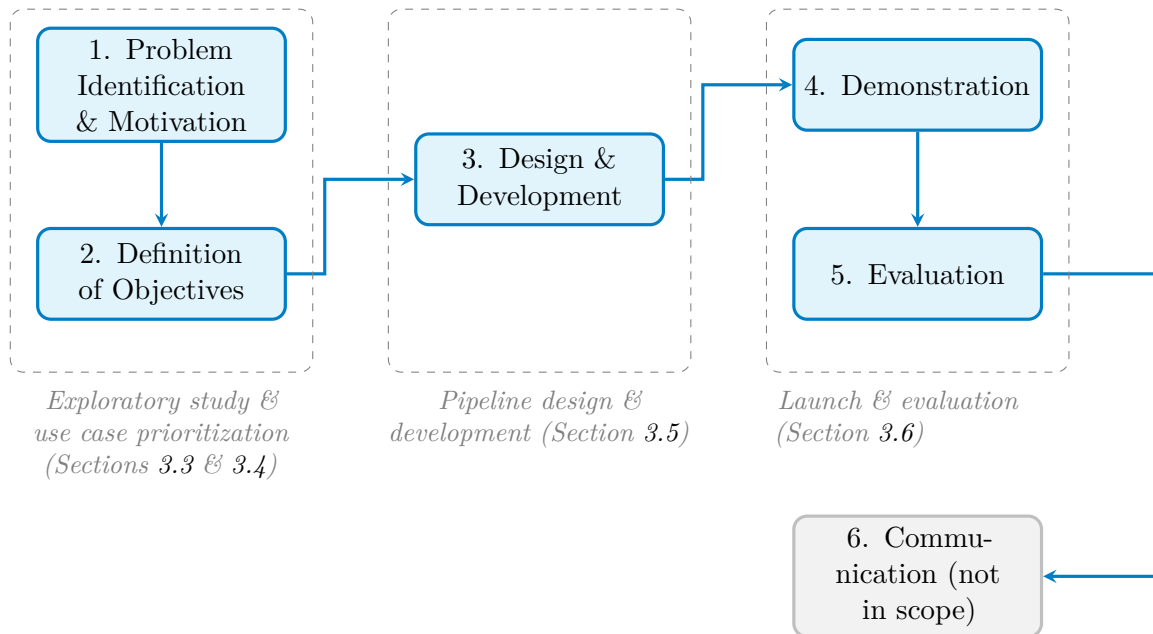 1. Problem
Identification
& Motivation
2. Definition
of Objectives
Exploratory study &
use case prioritization
(Sections 3.3 & 3.4)
3. Design &
Development
Pipeline design &
development (Section 3.5)
4. Demonstration
5. Evaluation
Launch & evaluation
(Section 3.6)
6. Commu-
nication (not
in scope)